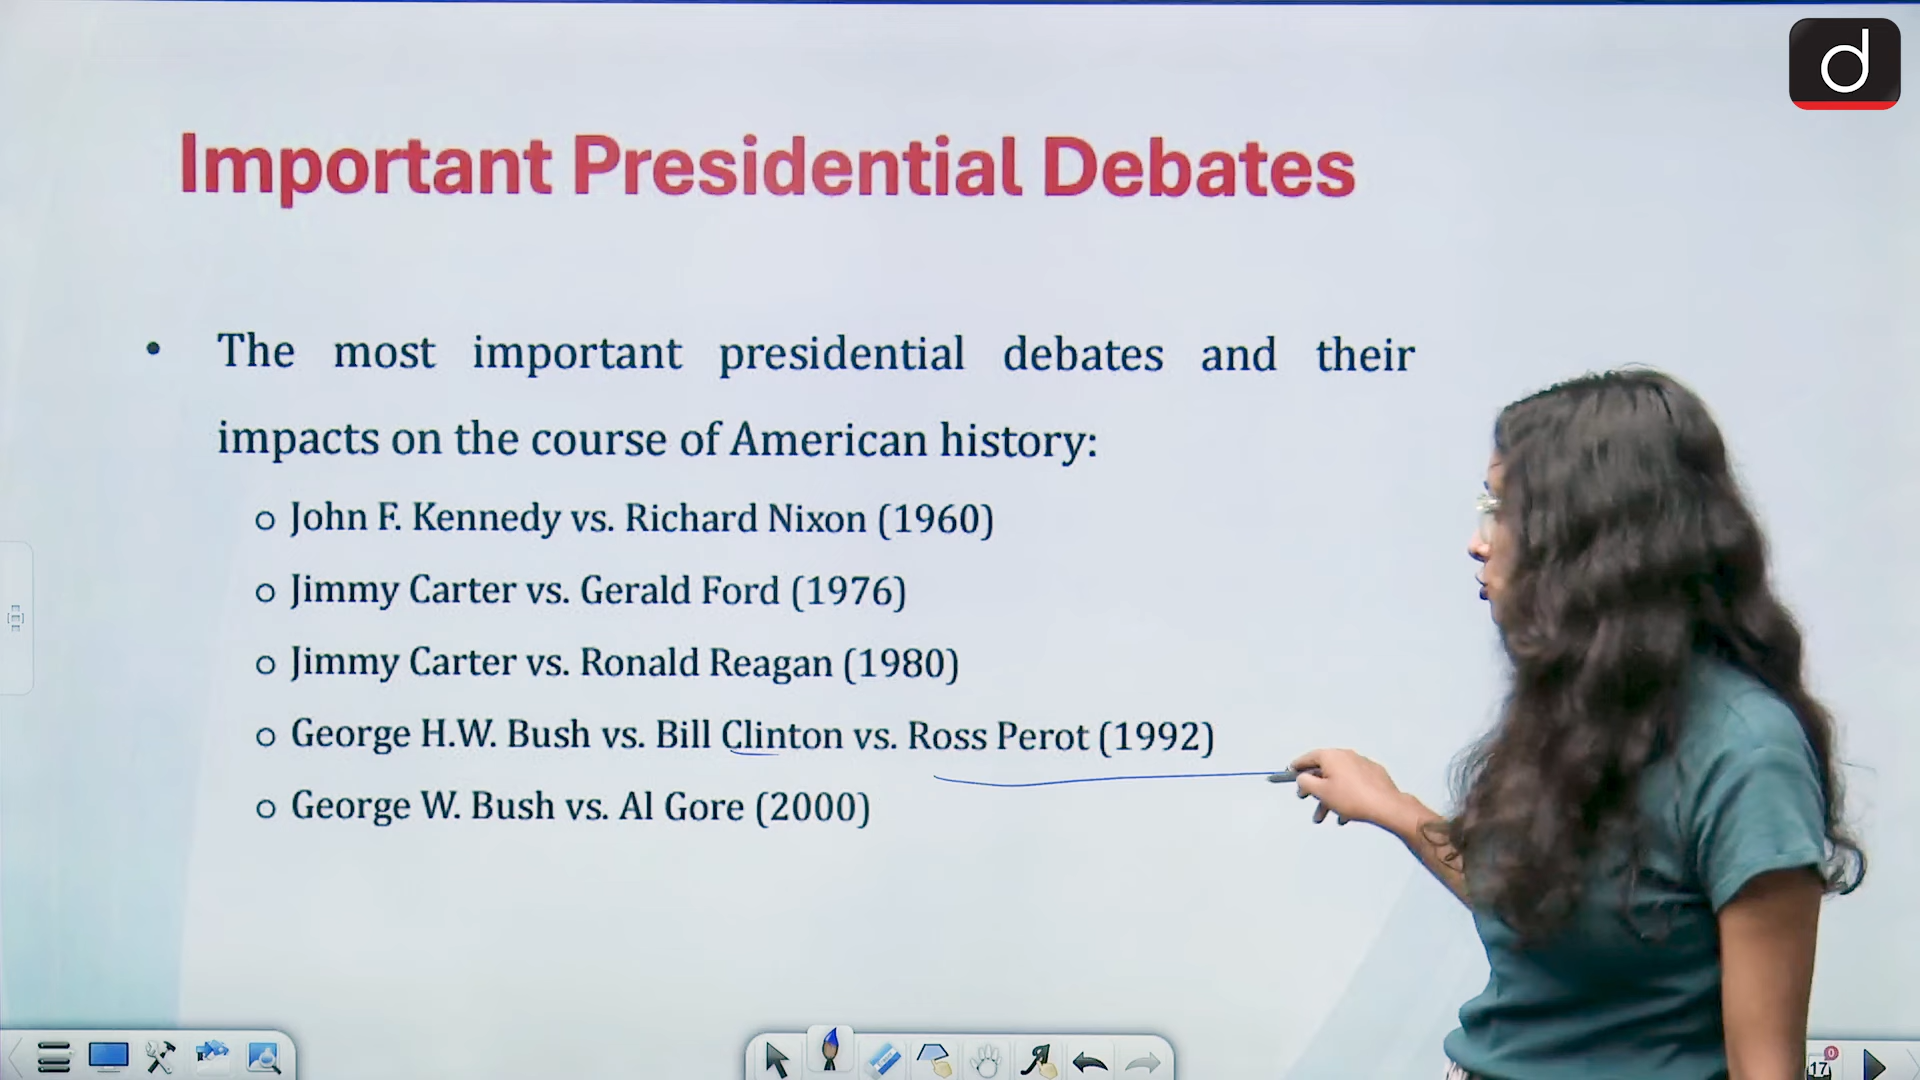 d
Important Presidential Debates
• The most important presidential debates and their
impacts on the course of American history:
o John F. Kennedy vs. Richard Nixon (1960)
o Jimmy Carter vs. Gerald Ford (1976)
o Jimmy Carter vs. Ronald Reagan (1980)
o George H.W. Bush vs. Bill Clinton vs. Ross Perot (1992)
o George W. Bush vs. Al Gore (2000)
0
17